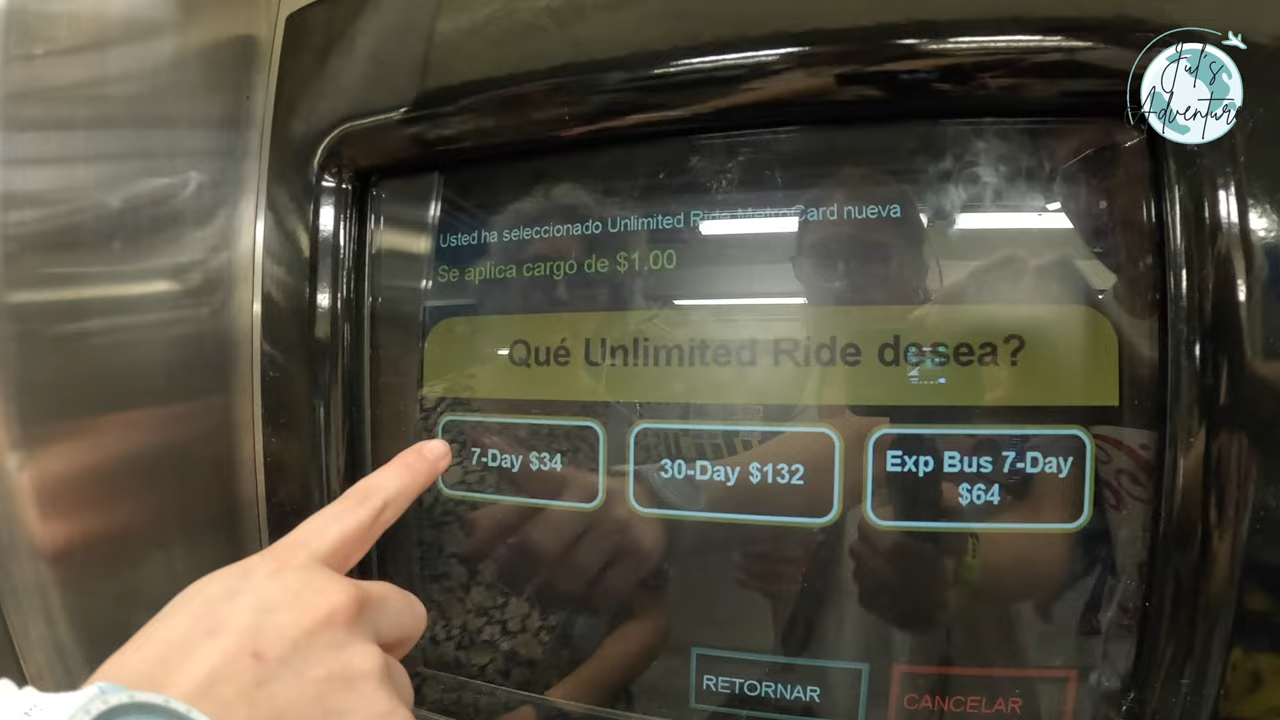 Jul's
Adventure
Usted ha seleccionado Unlimited Ride MetroCard nueva
Se aplica cargo de $1.00
Qué Unlimited Ride desea?
7-Day $34
30-Day $132
Exp Bus 7-Day
$64
RETORNAR
CANCELAR